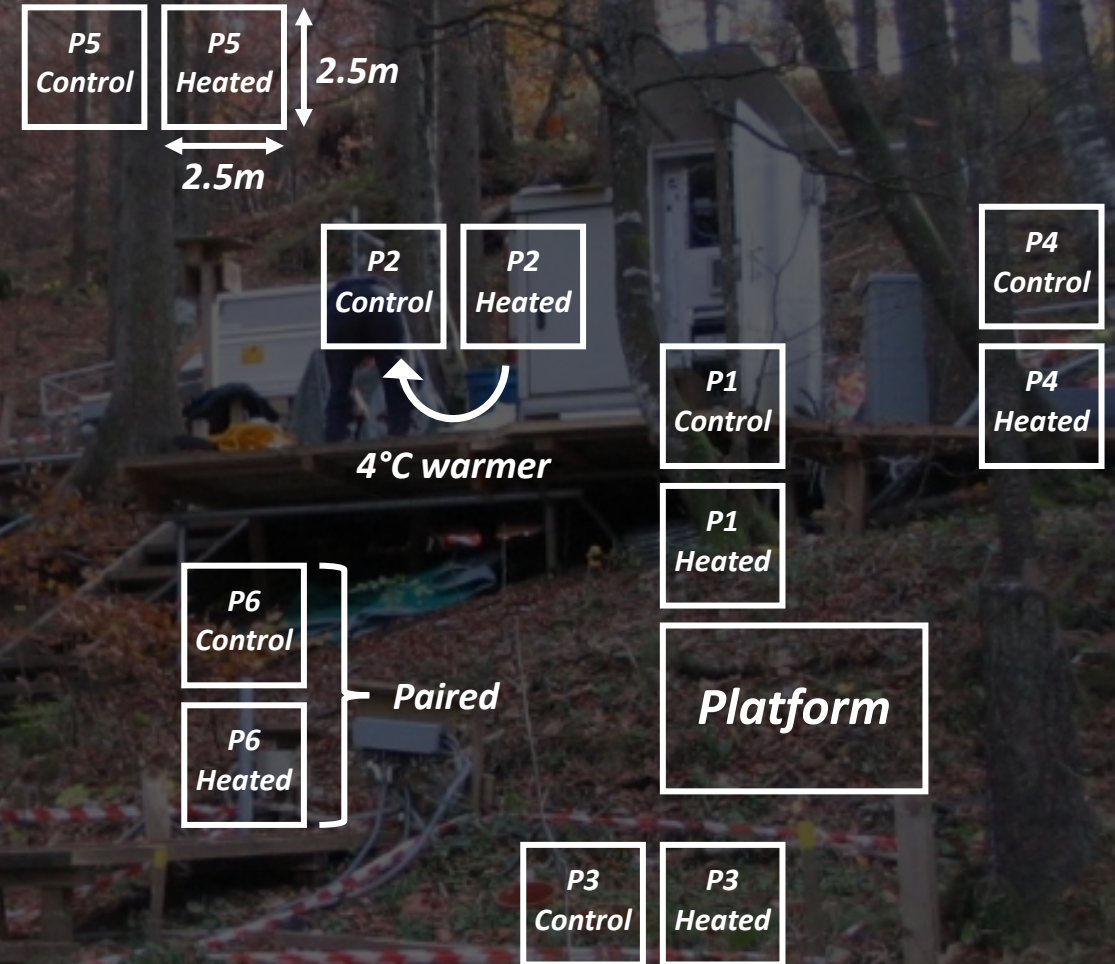 P5
Control
P5
Heated
2.5m
2.5m
P2
Control
P2
Heated
4°C warmer
P4
Control
P4
Heated
P1
Control
P1
Heated
P6
Control
P6
Heated
Paired
Platform
P3
Control
P3
Heated